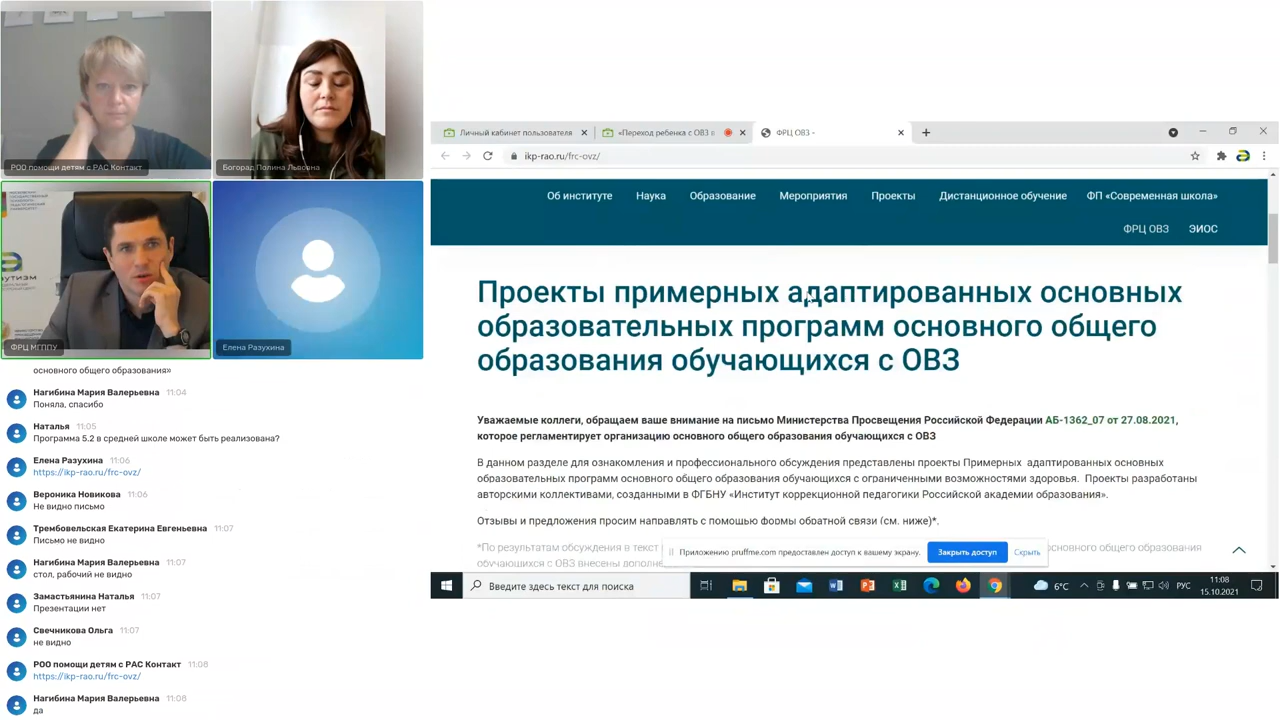 РОО помощи детям с РАС Контакт
Богорад Полина Львовна
аутизм
ФРЦ МГППУ
Елена Разухина
основного общего образования»
Нагибина Мария Валерьевна 11:04
Поняла, спасибо
Наталья 11:05
Программа 5.2 в средней школе может быть реализована?
Елена Разухина 11:06
https://ikp-rao.ru/frc-ovz/
Вероника Новикова 11:06
Не видно письмо
Трембовельская Екатерина Евгеньевна 11:07
Письмо не видно
Нагибина Мария Валерьевна 11:07
стол, рабочий не видно
Замастьянина Наталья 11:07
Презентации нет
Свечникова Ольга 11:07
не видно
РОО помощи детям с РАС Контакт 11:08
https://ikp-rao.ru/frc-ovz/
Нагибина Мария Валерьевна 11:08
да
Личный кабинет пользователя
«Переход ребенка с ОВЗ в
ФРЦ ОВЗ -
ikp-rao.ru/frc-ovz/
Об институте Наука Образование Мероприятия Проекты Дистанционное обучение ФП «Современная школа»
ФРЦ ОВЗ ЭИОС
Проекты примерных адаптированных основных
образовательных программ основного общего
образования обучающихся с ОВЗ
Уважаемые коллеги, обращаем ваше внимание на письмо Министерства Просвещения Российской Федерации АБ-1362_07 от 27.08.2021,
которое регламентирует организацию основного общего образования обучающихся с ОВЗ
В данном разделе для ознакомления и профессионального обсуждения представлены проекты Примерных адаптированных основных
образовательных программ основного общего образования обучающихся с ограниченными возможностями здоровья. Проекты разработаны
авторскими коллективами, созданными в ФГБНУ «Институт коррекционной педагогики Российской академии образования».
Отзывы и предложения просим направлять с помощью формы обратной связи (см. ниже)*.
*По результатам обсуждения в текст основного общего образования
обучающихся с ОВЗ внесены
Приложению pruffme.com предоставлен доступ к вашему экрану. Закрыть доступ Скрыть
Введите здесь текст для поиска
6°C
РУС
11:08
15.10.2021